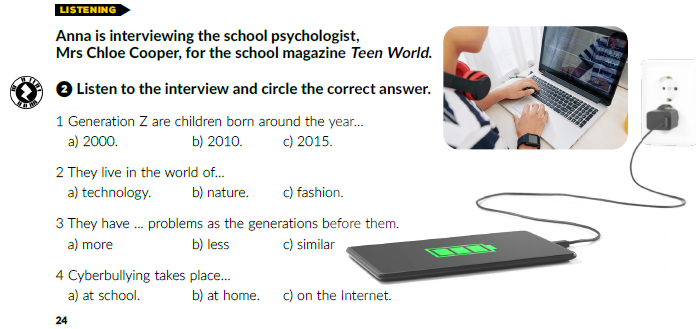 LISTENING
Anna is interviewing the school psychologist,
Mrs Chloe Cooper, for the school magazine Teen World.
2 Listen to the interview and circle the correct answer.
1 Generation Z are children born around the year...
a) 2000. b) 2010. c) 2015.
2 They live in the world of...
a) technology. b) nature. c) fashion.
3 They have ... problems as the generations before them.
a) more b) less c) similar
4 Cyberbullying takes place...
a) at school. b) at home. c) on the Internet.
24